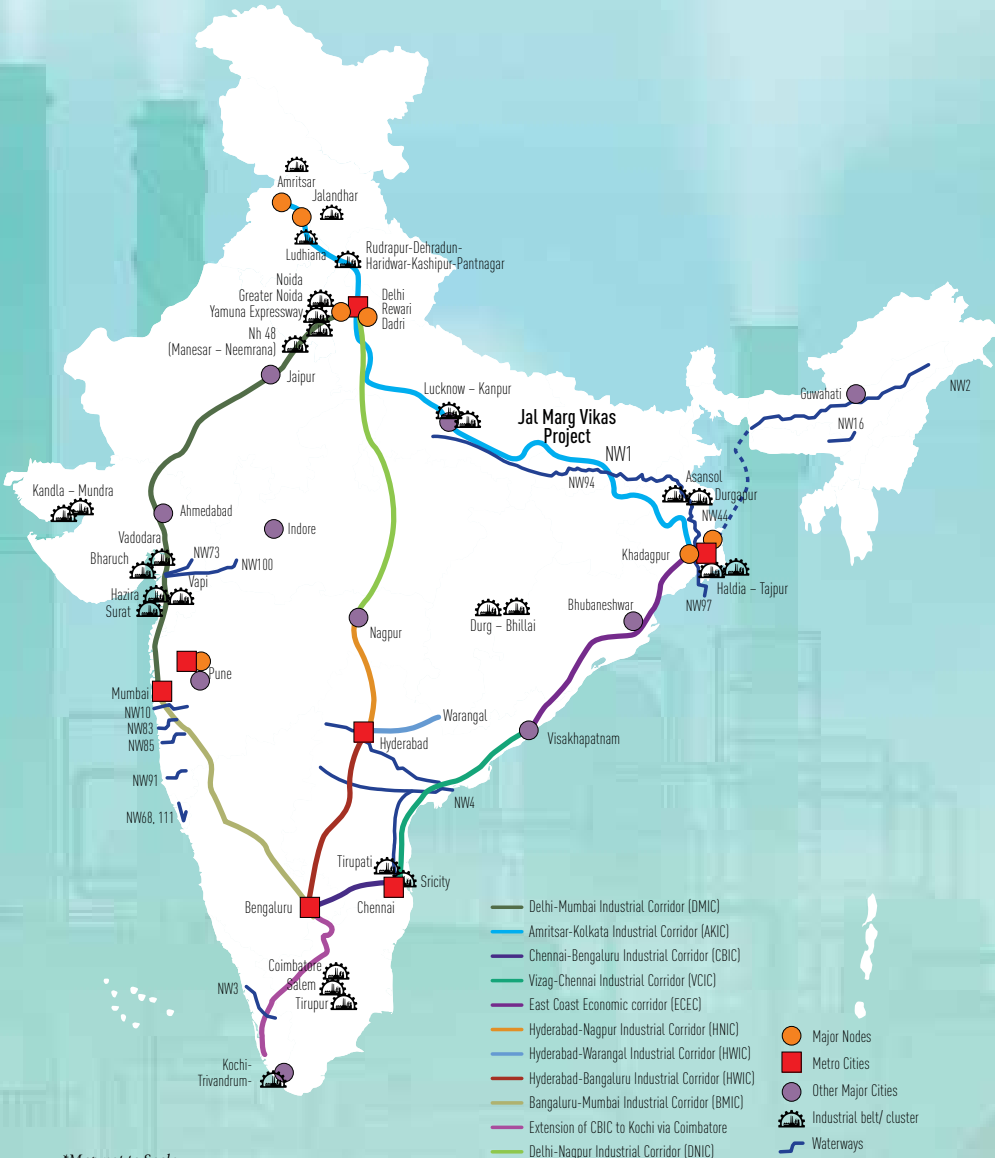 Amritsar
Jalandhar
Ludhiana
Rudrapur-Dehradun-
Haridwar-Kashipur-Pantnagar
Noida
Greater Noida
Yamuna Expressway
Delhi
Rewari
Dadri
Nh 48
(Manesar – Neemrana)
Jaipur
Lucknow – Kanpur
Jal Marg Vikas
Project
Guwahati
NW2
NW16
NW1
NW94
Asansol
Durgapur
NW44
Kandla – Mundra
Ahmedabad
Indore
Vadodara
Bharuch
NW73
NW100
Vapi
Hazira
Surat
Khadagpur
Haldia – Tajpur
NW97
Bhubaneshwar
Durg – Bhillai
Nagpur
Pune
Mumbai
NW10
NW83
NW85
NW91
NW68, 111
Warangal
Hyderabad
Visakhapatnam
NW4
Tirupati
Sricity
Chennai
Bengaluru
Coimbatore
Salem
Tirupur
NW3
Kochi-
Trivandrum-
Delhi-Mumbai Industrial Corridor (DMIC)
Amritsar-Kolkata Industrial Corridor (AKIC)
Chennai-Bengaluru Industrial Corridor (CBIC)
Vizag-Chennai Industrial Corridor (VCIC)
East Coast Economic corridor (ECEC)
Hyderabad-Nagpur Industrial Corridor (HNIC)
Hyderabad-Warangal Industrial Corridor (HWIC)
Hyderabad-Bangaluru Industrial Corridor (HWIC)
Bangaluru-Mumbai Industrial Corridor (BMIC)
Extension of CBIC to Kochi via Coimbatore
Delhi-Nagpur Industrial Corridor (DNIC)
Major Nodes
Metro Cities
Other Major Cities
Industrial belt/ cluster
Waterways